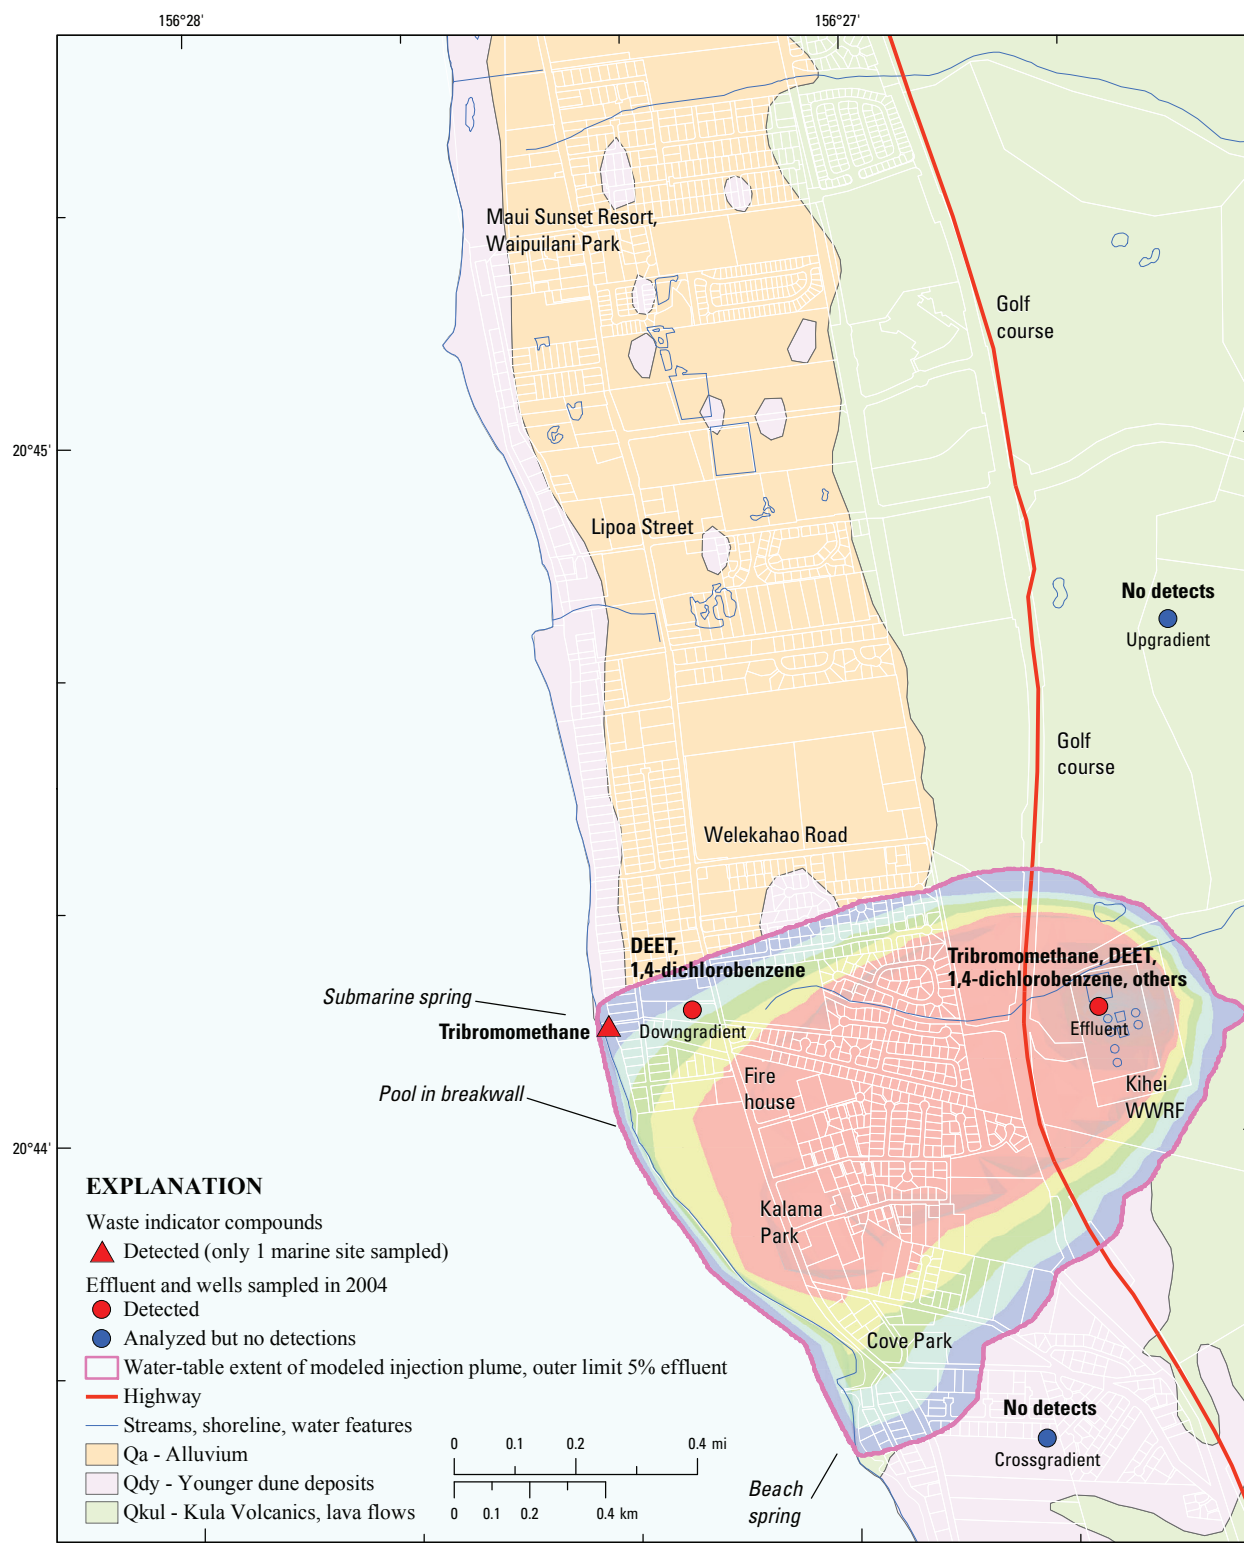 156°28'
156°27'
Maui Sunset Resort,
Waipuilani Park
Golf
course
20°45'
Lipoa Street
No detects
Upgradient
Golf
course
Welekahao Road
DEET,
1,4-dichlorobenzene
Tribromomethane, DEET,
1,4-dichlorobenzene, others
Submarine spring
Tribromomethane
Downgradient
Effluent
Fire
house
Kihei
WWRF
Pool in breakwall
20°44'
Kalama
Park
Cove Park
No detects
Crossgradient
Beach
spring
EXPLANATION
Waste indicator compounds
Detected (only 1 marine site sampled)
Effluent and wells sampled in 2004
Detected
Analyzed but no detections
Water-table extent of modeled injection plume, outer limit 5% effluent
Highway
Streams, shoreline, water features
Qa - Alluvium
Qdy - Younger dune deposits
Qkul - Kula Volcanics, lava flows
0 0.1 0.2 0.4 mi
0 0.1 0.2 0.4 km